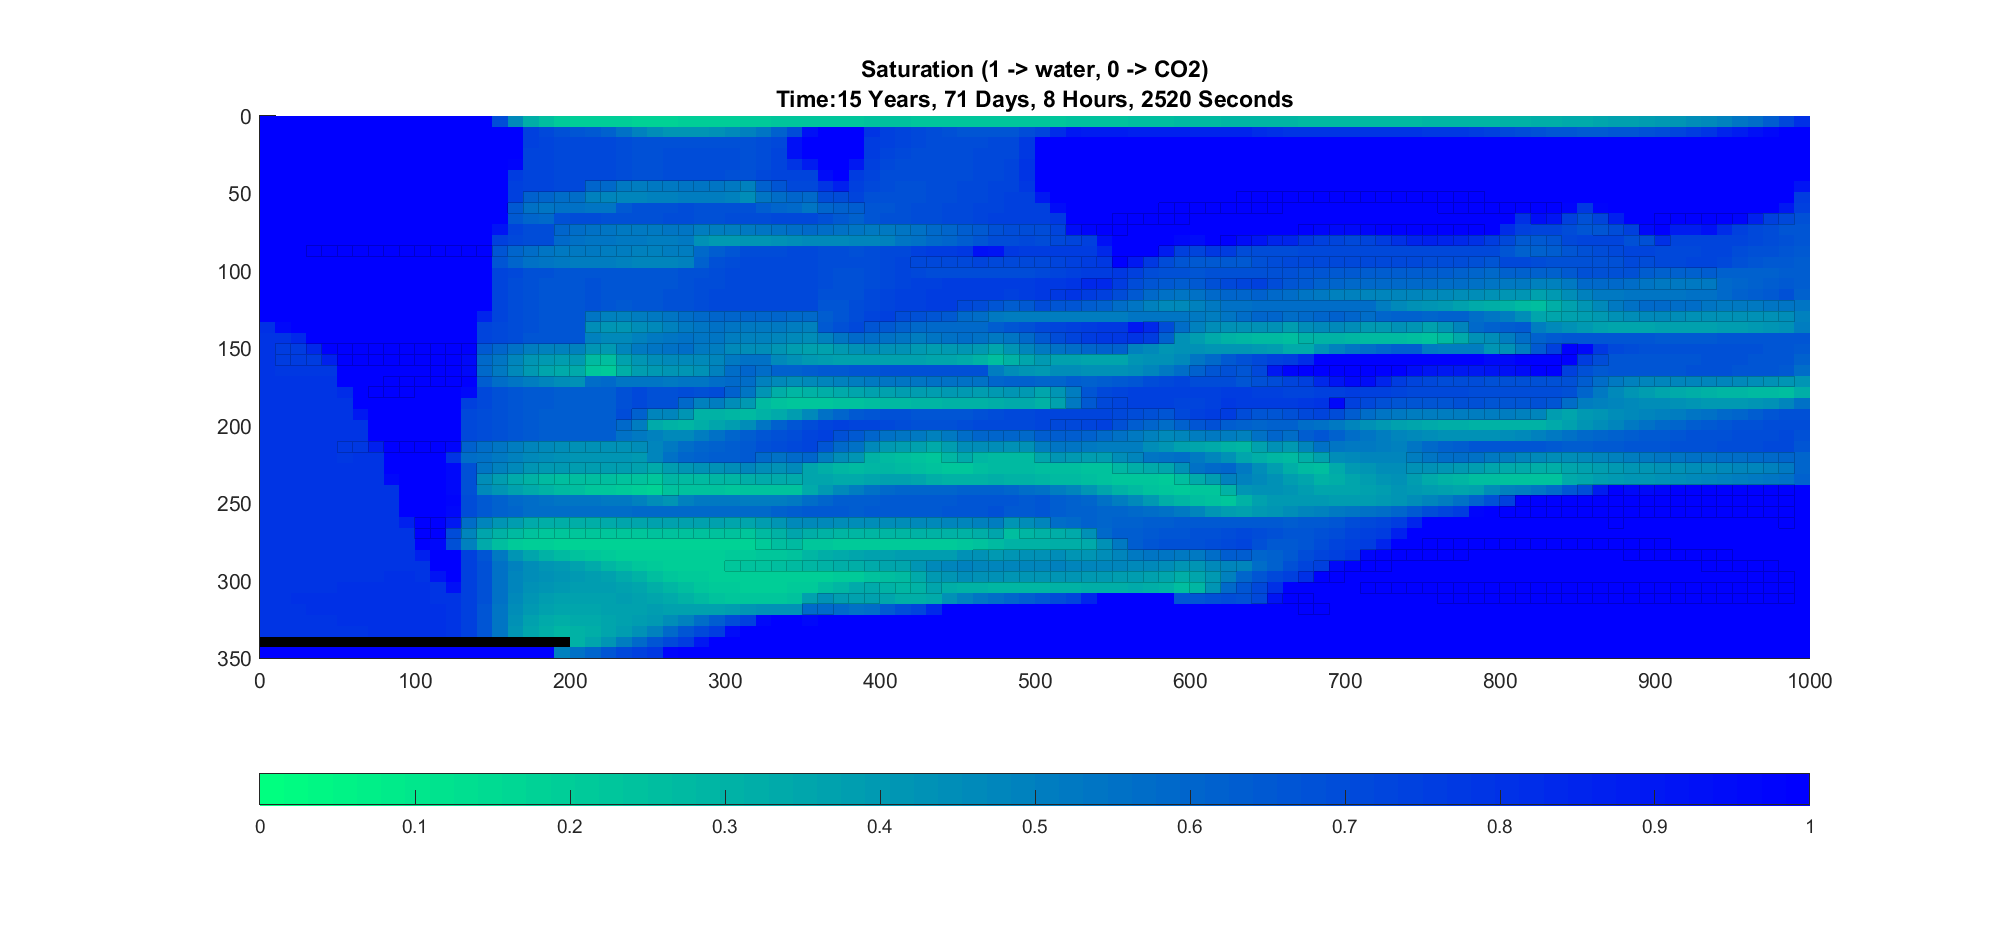 Saturation (1 -> water, 0 -> CO2)
Time:15 Years, 71 Days, 8 Hours, 2520 Seconds
0
50
100
150
200
250
300
350
0 100 200 300 400 500 600 700 800 900 1000
0 0.1 0.2 0.3 0.4 0.5 0.6 0.7 0.8 0.9 1